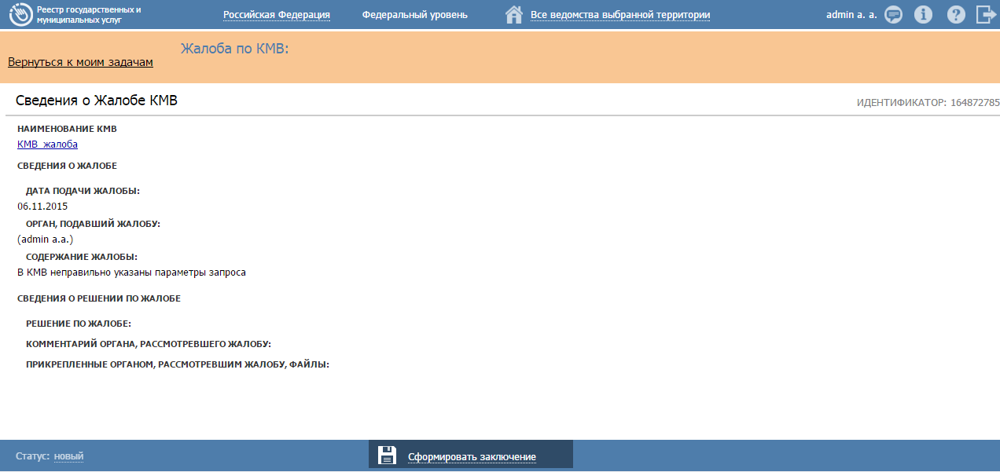 Реестр государственных и
муниципальных услуг
Российская Федерация
Федеральный уровень
Все ведомства выбранной территории
admin a. a.
Жалоба по КМВ:
Вернуться к моим задачам
Сведения о Жалобе КМВ
ИДЕНТИФИКАТОР: 164872785
НАИМЕНОВАНИЕ КМВ
КМВ_жалоба
СВЕДЕНИЯ О ЖАЛОБЕ
ДАТА ПОДАЧИ ЖАЛОБЫ:
06.11.2015
ОРГАН, ПОДАВШИЙ ЖАЛОБУ:
(admin a.a.)
СОДЕРЖАНИЕ ЖАЛОБЫ:
В КМВ неправильно указаны параметры запроса
СВЕДЕНИЯ О РЕШЕНИИ ПО ЖАЛОБЕ
РЕШЕНИЕ ПО ЖАЛОБЕ:
КОММЕНТАРИЙ ОРГАНА, РАССМОТРЕВШЕГО ЖАЛОБУ:
ПРИКРЕПЛЕННЫЕ ОРГАНОМ, РАССМОТРЕВШИМ ЖАЛОБУ, ФАЙЛЫ:
Статус: новый
Сформировать заключение